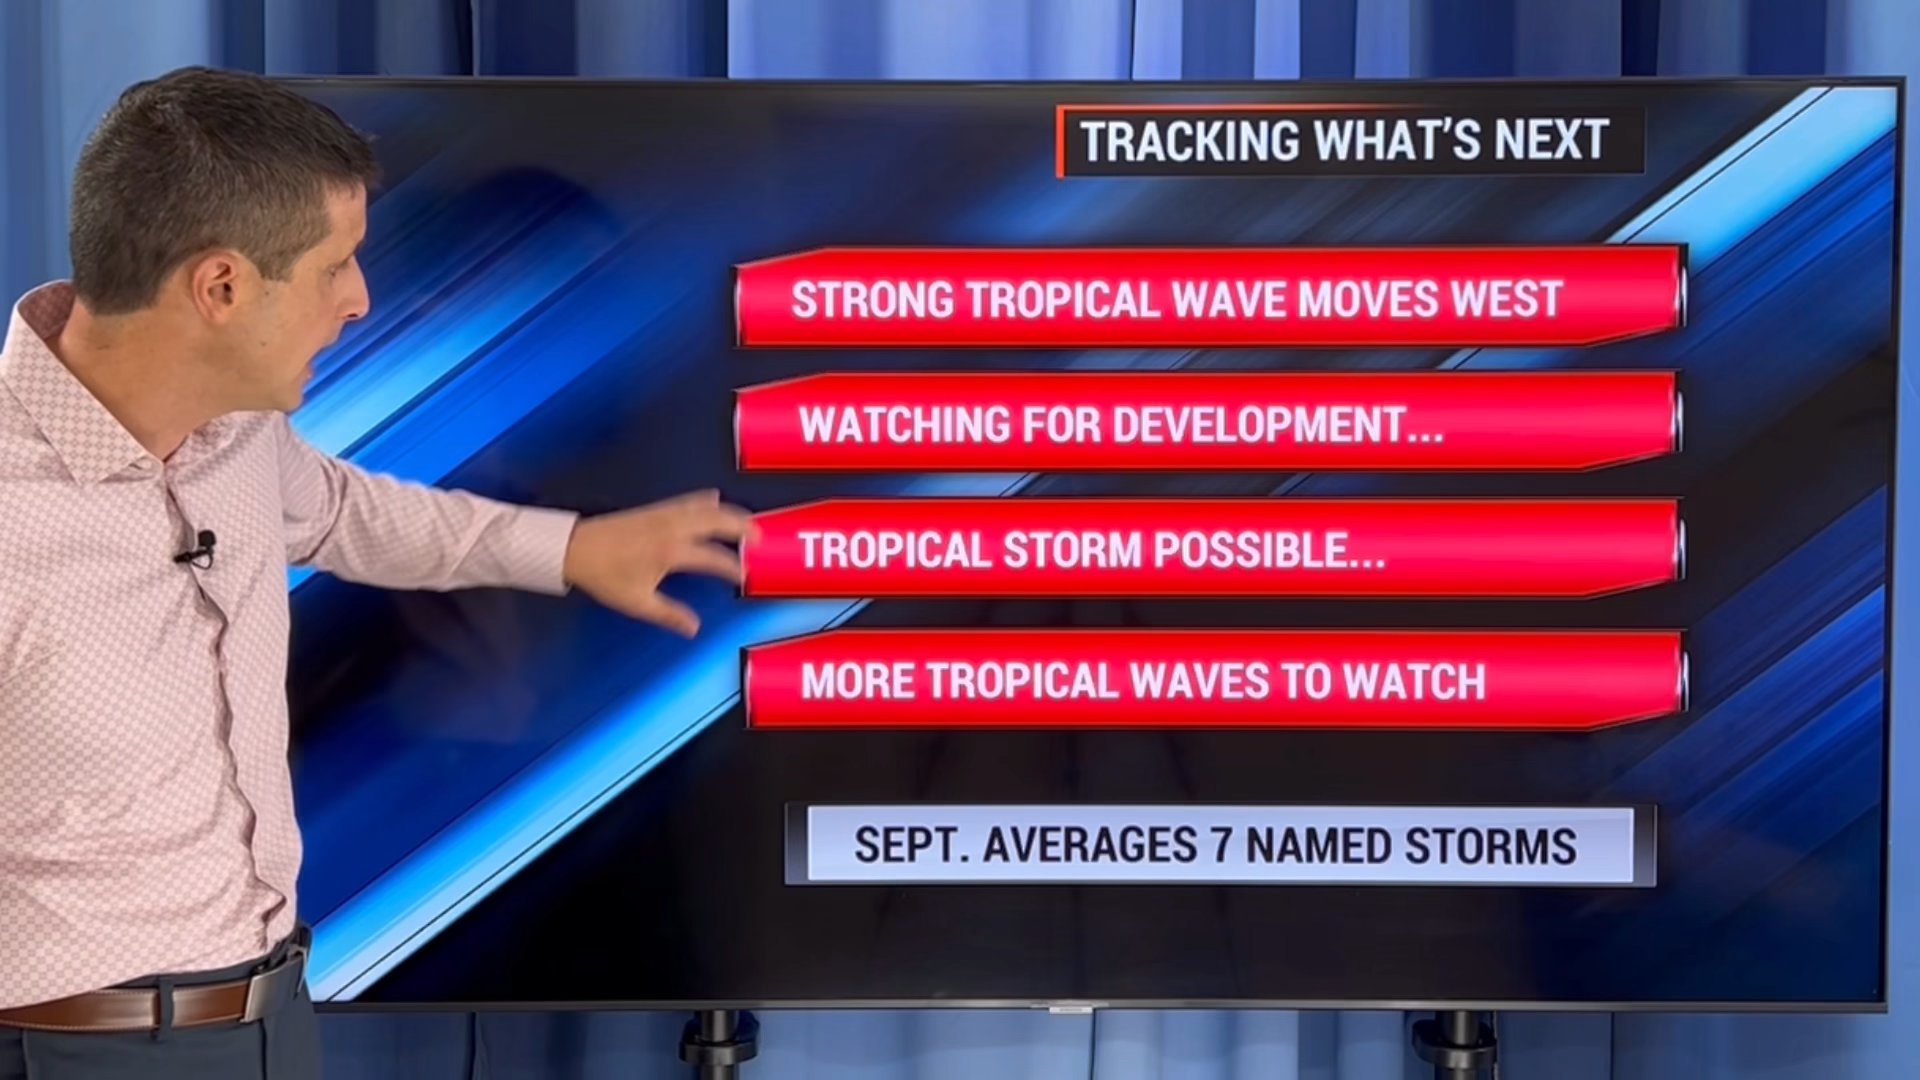 TRACKING WHAT'S NEXT
STRONG TROPICAL WAVE MOVES WEST
WATCHING FOR DEVELOPMENT...
TROPICAL STORM POSSIBLE...
MORE TROPICAL WAVES TO WATCH
SEPT. AVERAGES 7 NAMED STORMS